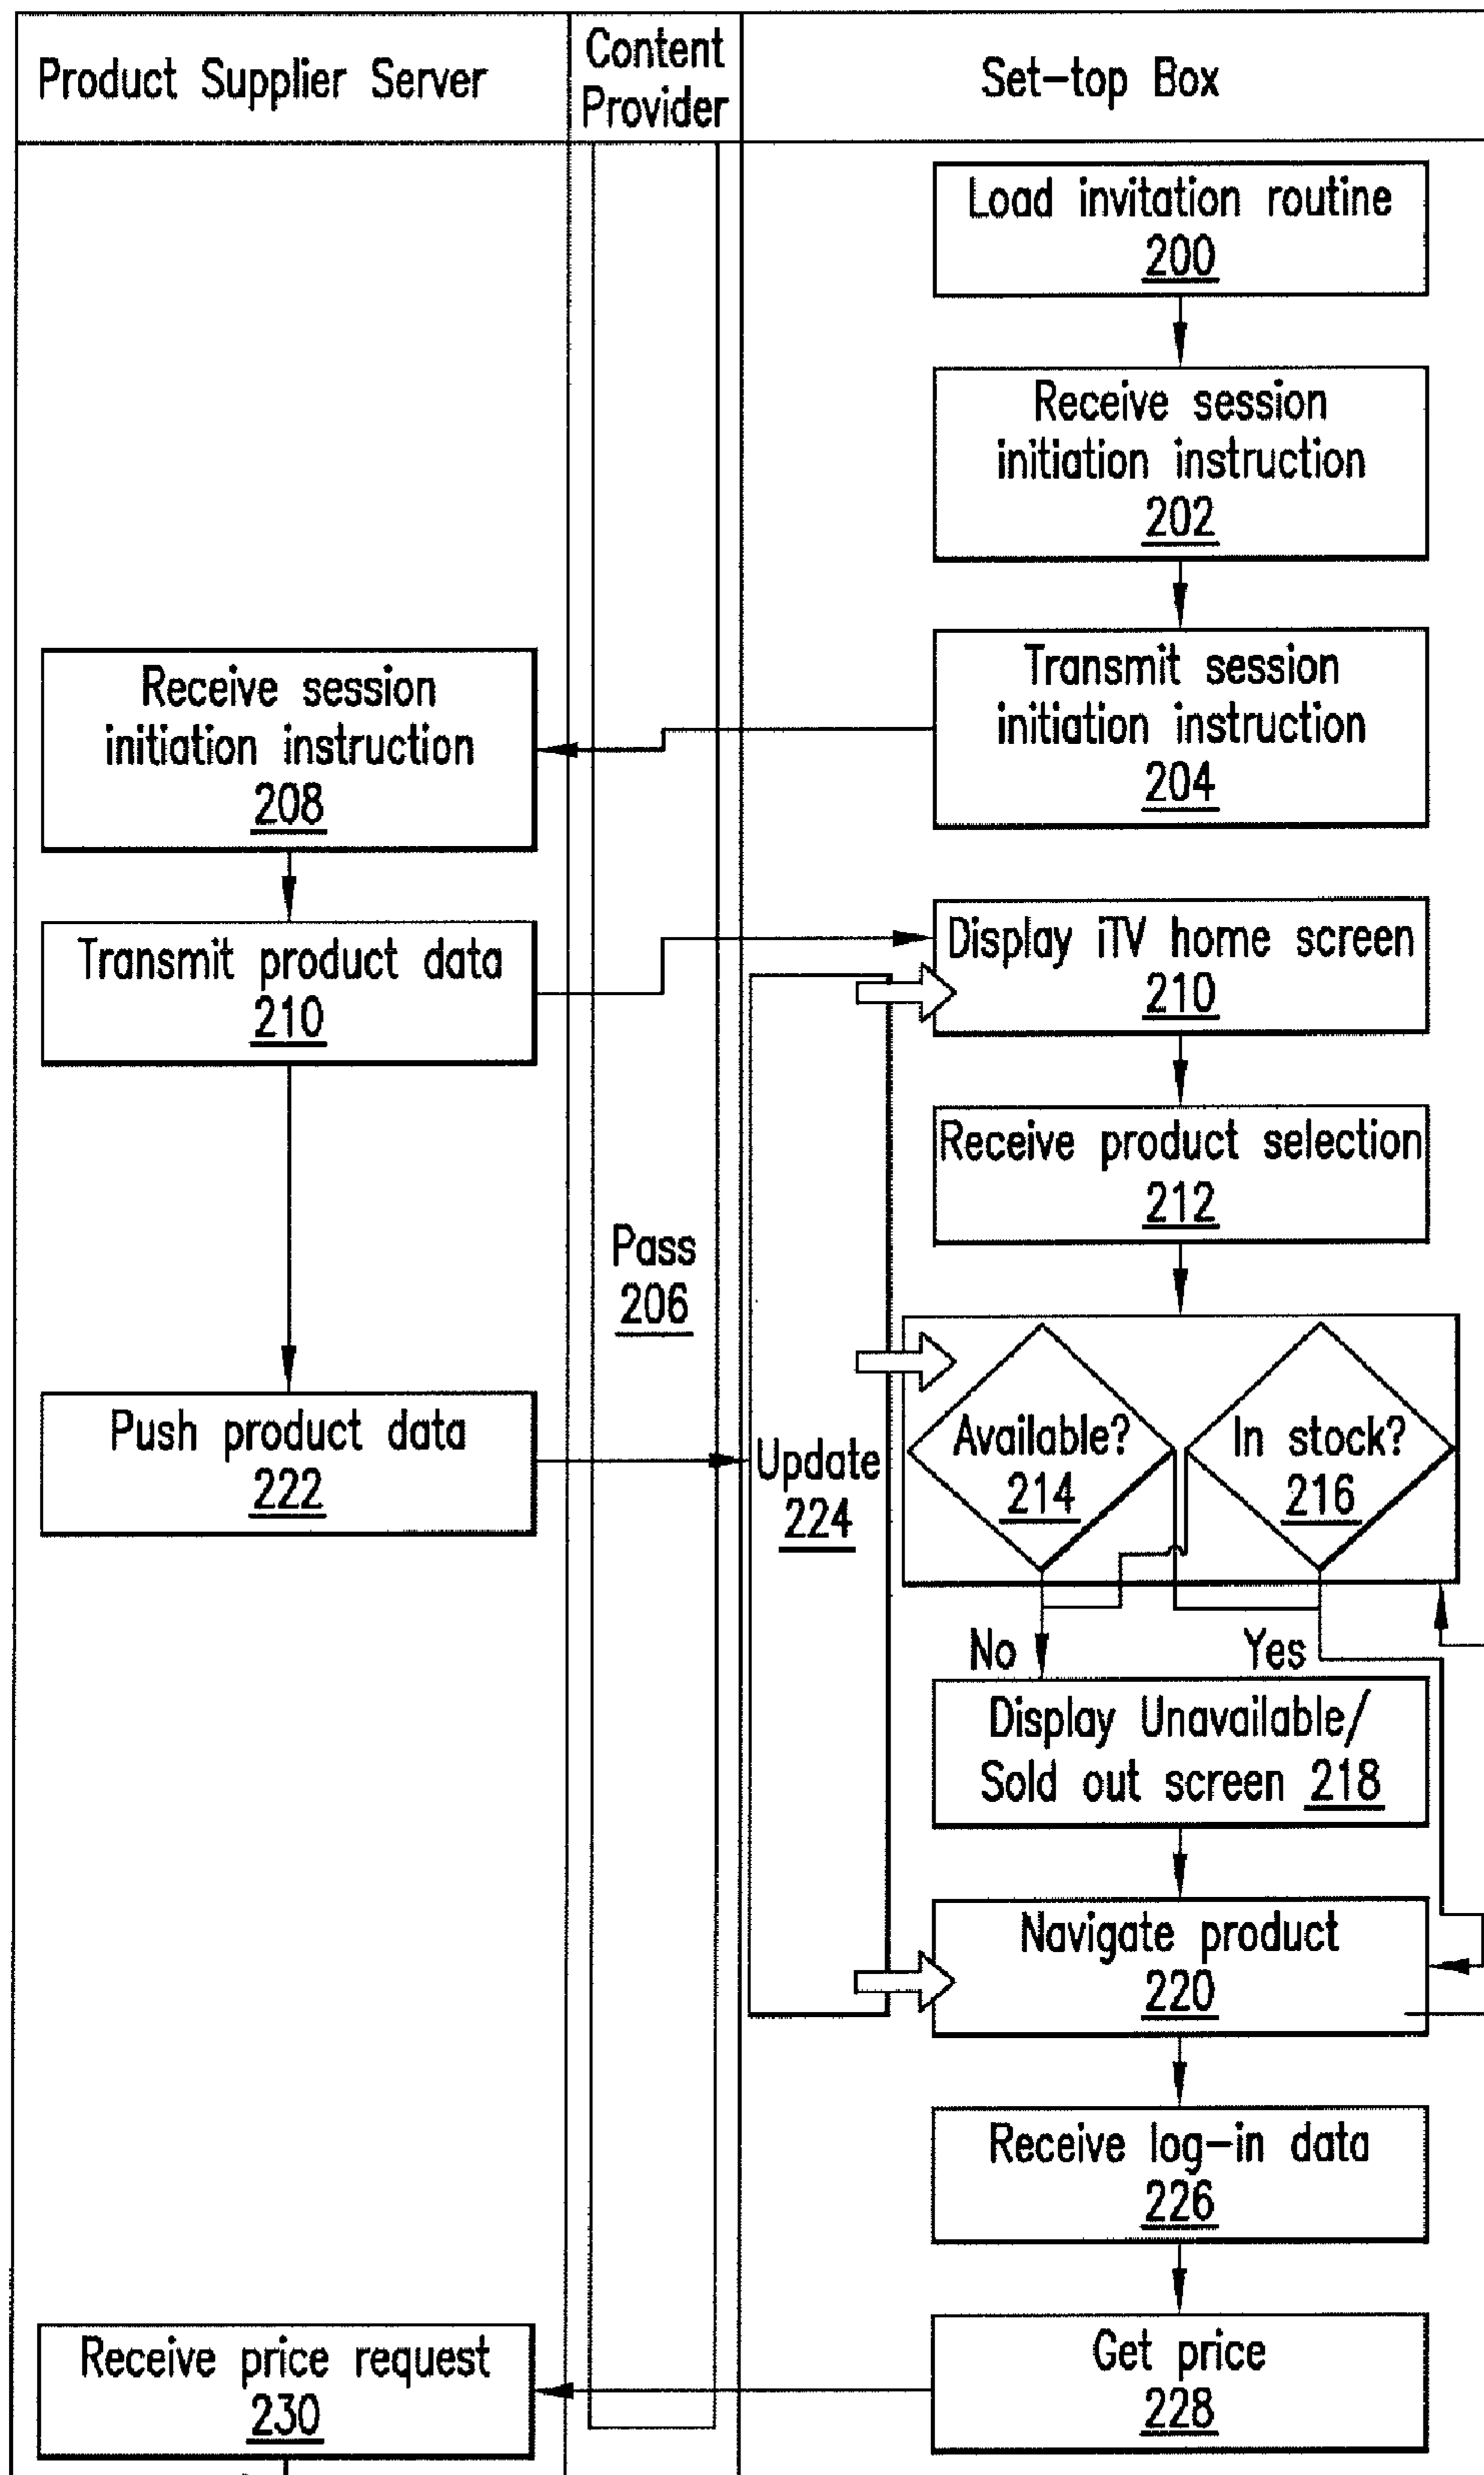 Product Supplier Server
Content
Provider
Set-top Box
Load invitation routine
200
Receive session
initiation instruction
202
Transmit session
initiation instruction
204
Receive session
initiation instruction
208
Transmit product data
210
Display iTV home screen
210
Receive product selection
212
Pass
206
Push product data
222
Update
224
Available?
214
In stock?
216
No
Yes
Display Unavailable/
Sold out screen 218
Navigate product
220
Receive log-in data
226
Get price
228
Receive price request
230